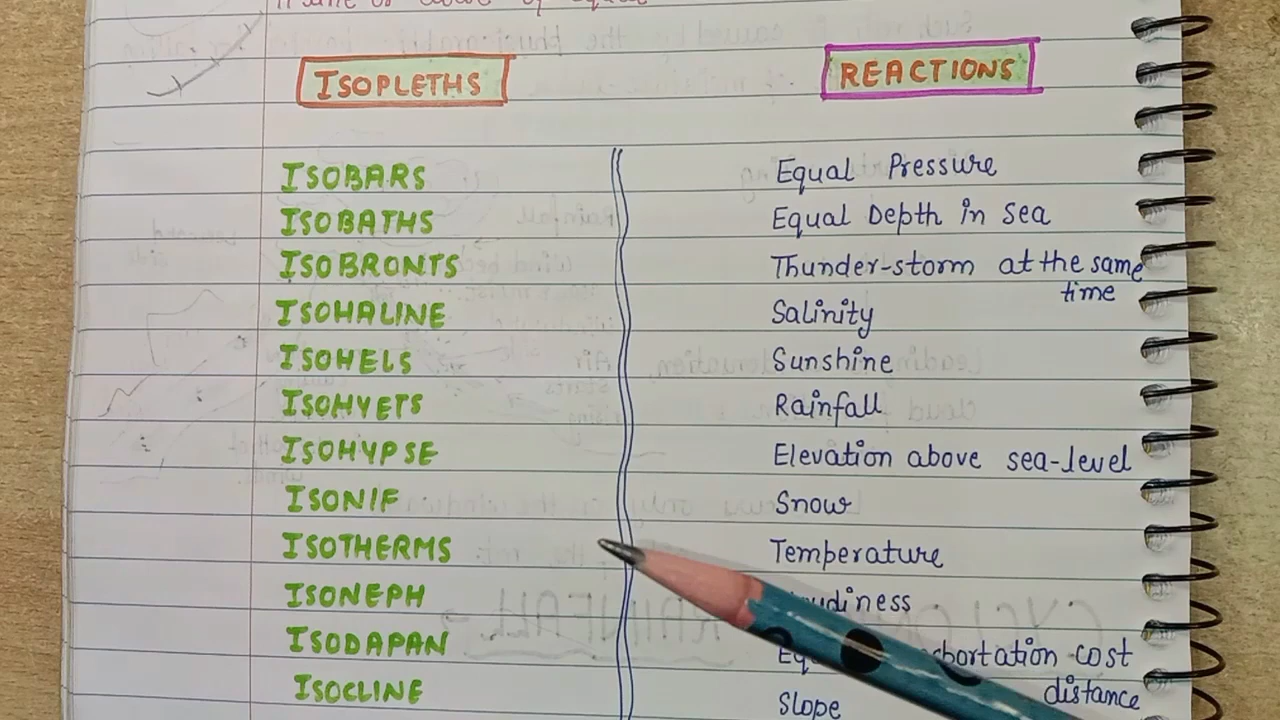 ISOPLETHS REACTIONS
ISOBARS Equal Pressure
ISOBATHS Equal Depth in Sea
ISOBRONTS Thunder-storm at the same
time
ISOHALINE Salinity
ISOHELS Sunshine
ISOHYETS Rainfall
ISOHYPSE Elevation above sea-level
ISONIF Snow
ISOTHERMS Temperature
ISONEPH
ISODAPAN cost
distance
ISOCLINE Slope